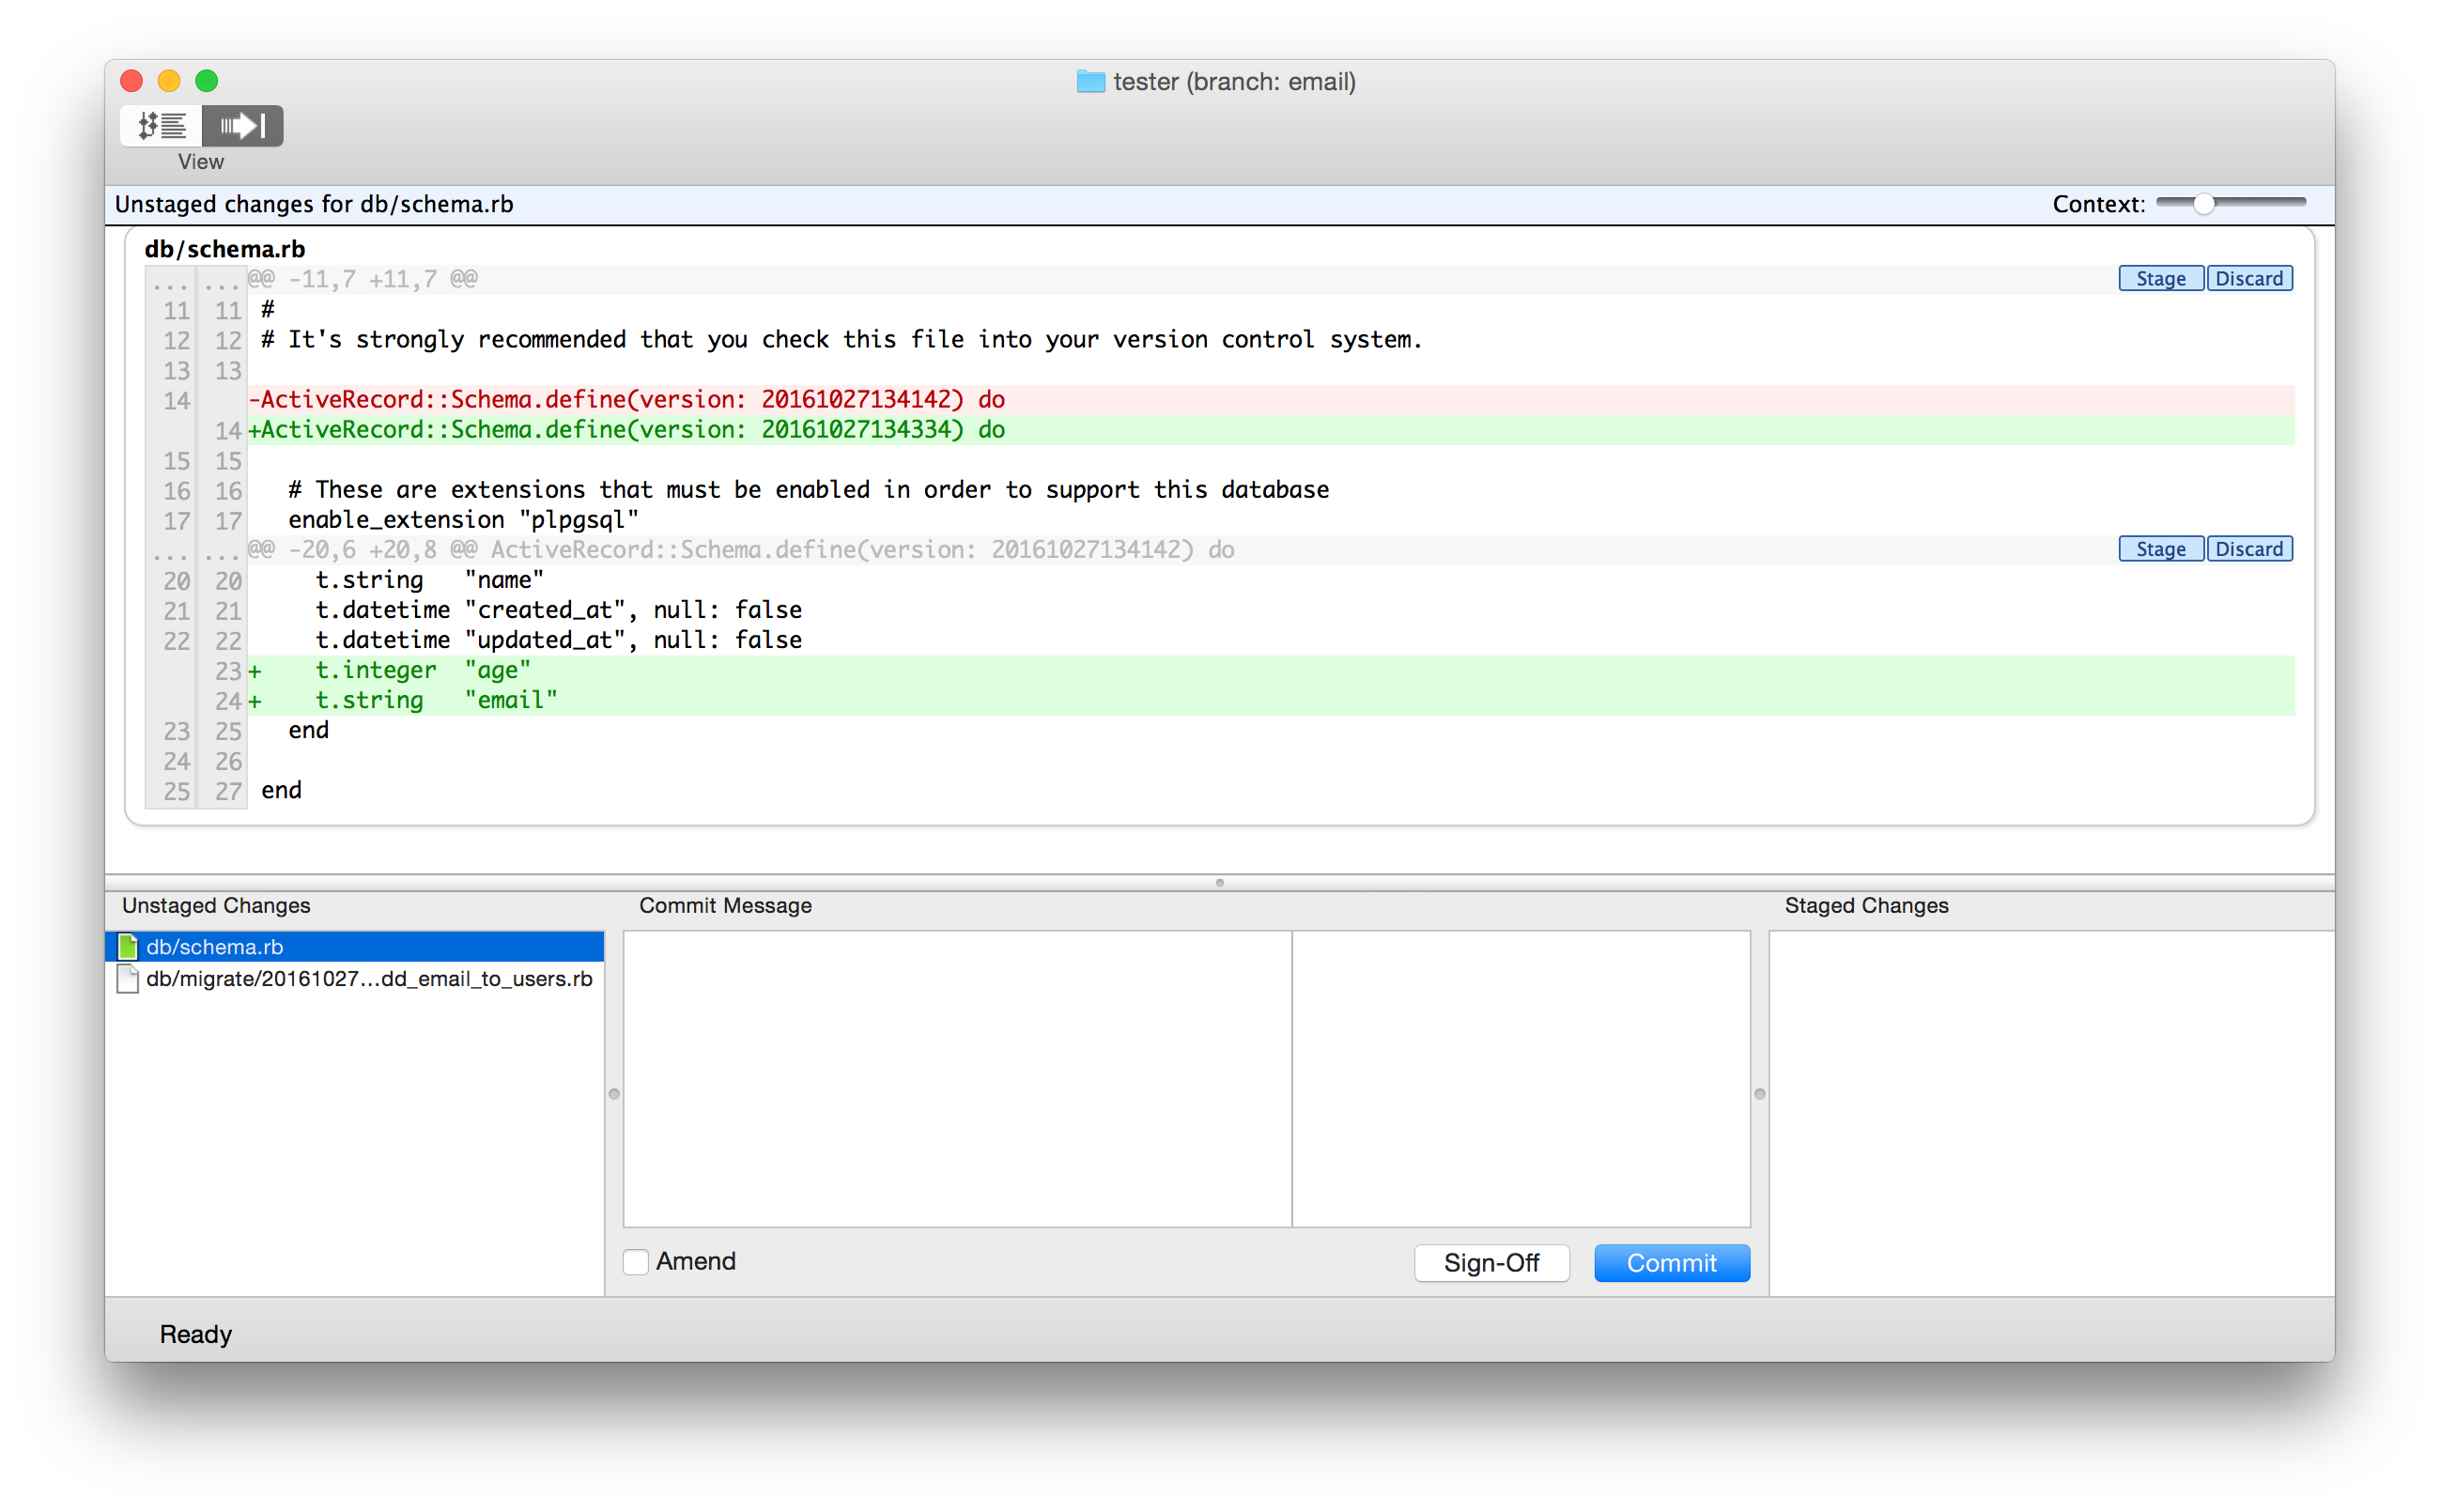 tester (branch: email)
View
Unstaged changes for db/schema.rb
Context:
db/schema.rb
... ... @@ -11,7 +11,7 @@ Stage Discard
11 11 #
12 12 # It's strongly recommended that you check this file into your version control system.
13 13
14 -ActiveRecord::Schema.define(version: 20161027134142) do
14 +ActiveRecord::Schema.define(version: 20161027134334) do
15 15
16 16 # These are extensions that must be enabled in order to support this database
17 17 enable_extension "plpgsql"
... ... @@ -20,6 +20,8 @@ ActiveRecord::Schema.define(version: 20161027134142) do Stage Discard
20 20 t.string "name"
21 21 t.datetime "created_at", null: false
22 22 t.datetime "updated_at", null: false
23 + t.integer "age"
24 + t.string "email"
23 25 end
24 26
25 27 end
Unstaged Changes
db/schema.rb
db/migrate/20161027...dd_email_to_users.rb
Commit Message
Amend
Sign-Off
Commit
Staged Changes
Ready